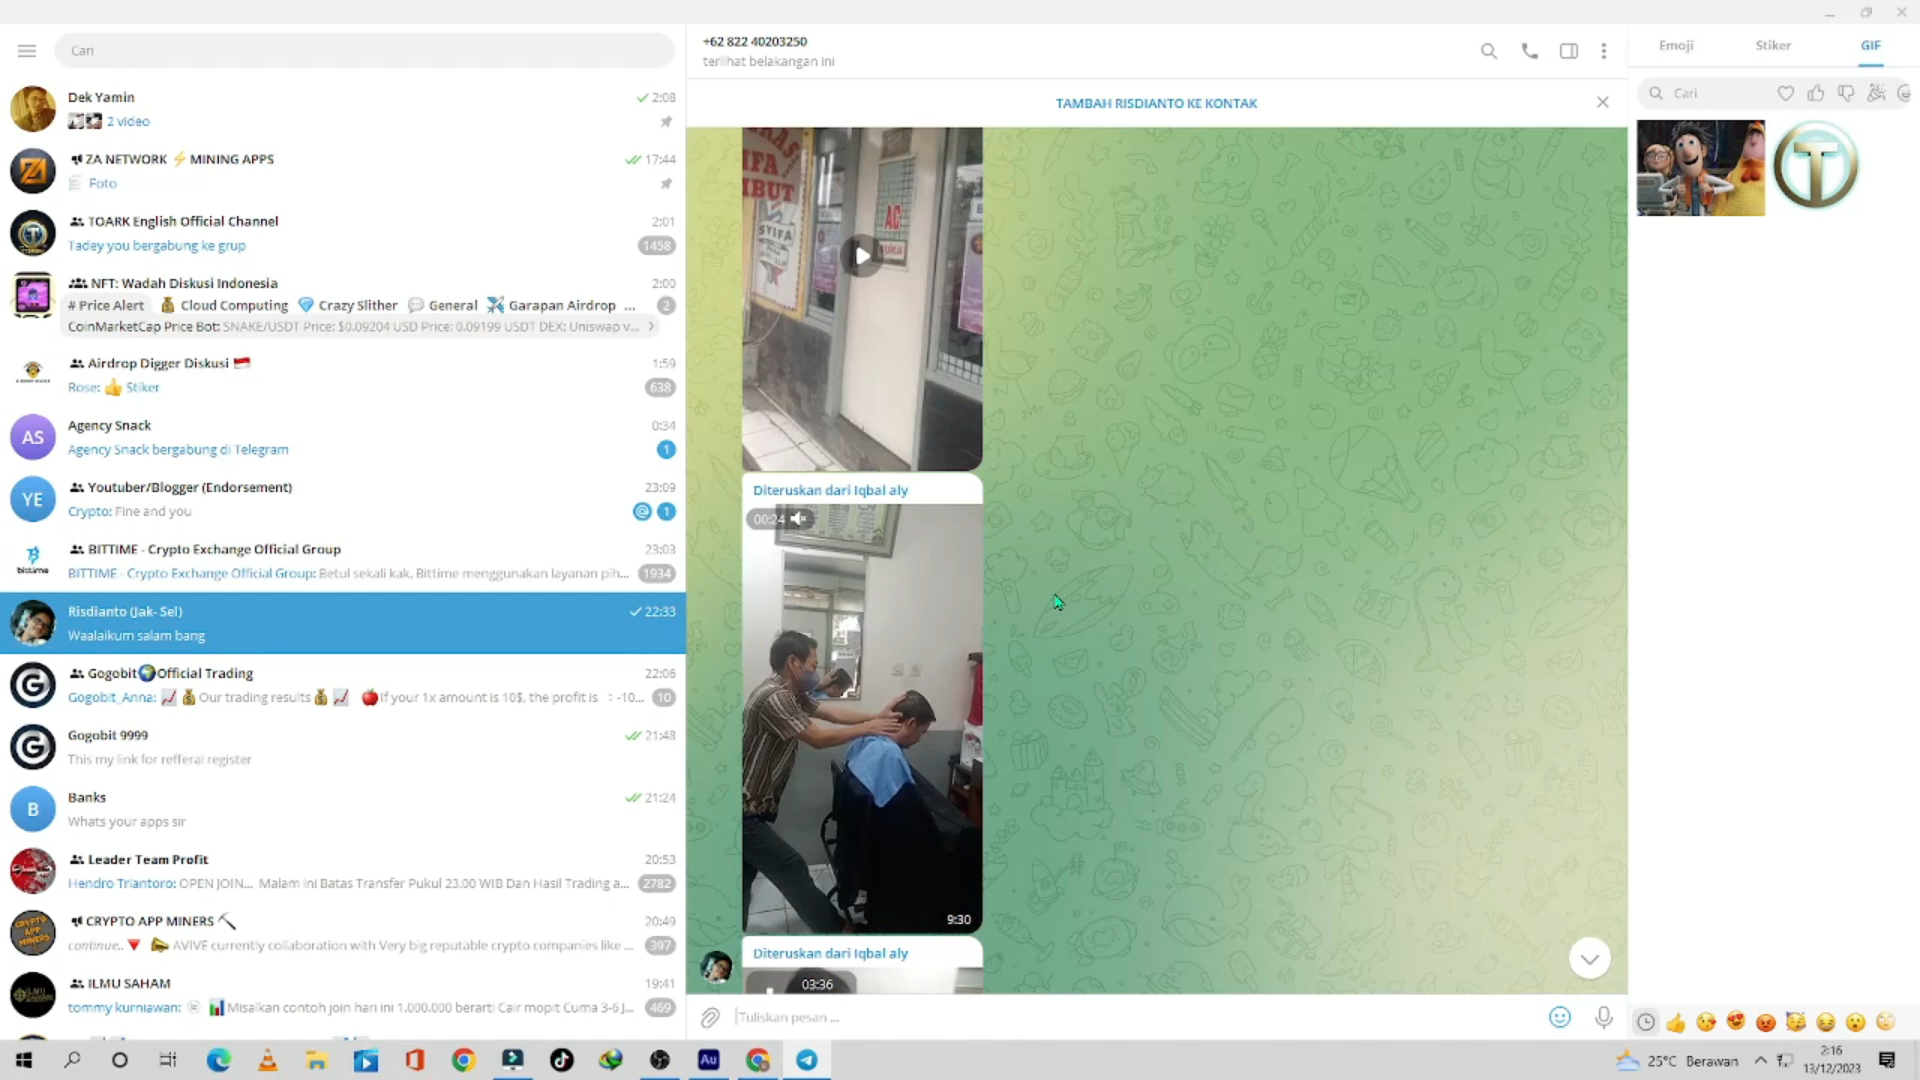 Cari
Dek Yamin
2:08
2 video
ZA NETWORK ⚡ MINING APPS
17:44
Foto
TOARK English Official Channel
2:01
Tadey you bergabung ke grup
1458
NFT: Wadah Diskusi Indonesia
2:00
# Price Alert 💰 Cloud Computing 💎 Crazy Slither 💬 General Garapan Airdrop ...
2
CoinMarketCap Price Bot: SNAKE/USDT Price: $0.09204 USD Price: 0.09199 USDT DEX: Uniswap v...
Airdrop Digger Diskusi 🇮🇩
1:59
Rose: 👍 Stiker
638
AS
Agency Snack
0:34
Agency Snack bergabung di Telegram
1
YE
Youtuber/Blogger (Endorsement)
23:09
Crypto: Fine and you
@ 1
bittime
BITTIME - Crypto Exchange Official Group
23:03
BITTIME - Crypto Exchange Official Group: Betul sekali kak, Bittime menggunakan layanan pih...
1934
Risdianto (Jak- Sel)
22:33
Waalaikum salam bang
Gogobit🌍Official Trading
22:06
Gogobit_Anna: 📈 💰Our trading results💰 📈 🍎If your 1x amount is 10$, the profit is : -10...
10
Gogobit 9999
21:48
This my link for refferal register
B
Banks
21:24
Whats your apps sir
Leader Team Profit
20:53
Hendro Triantoro: OPEN JOIN... Malam ini Batas Transfer Pukul 23.00 WIB Dan Hasil Trading a...
2782
CRYPTO APP MINERS ⛏
20:49
continue.. 🔻 📣 AVIVE currently collaboration with Very big reputable crypto companies like ...
397
ILMU SAHAM
19:41
tommy kurniawan: 📊 Misalkan contoh join hari ini 1.000.000 berarti Cair mopit Cuma 3-6 J...
469
+62 822 40203250
terlihat belakangan ini
TAMBAH RISDIANTO KE KONTAK
SYIFA
AC
BUKA
Diteruskan dari Iqbal aly
00:24
9:30
Diteruskan dari Iqbal aly
03:36
Tuliskan pesan ...
Emoji Stiker GIF
Cari
T
Au
25°C Berawan
2:16
13/12/2023